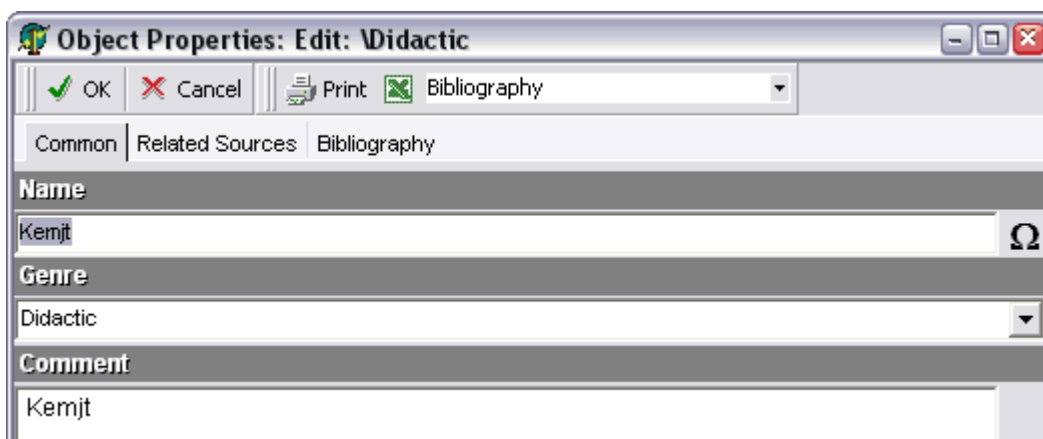 Object Properties: Edit: \Didactic
OK Cancel Print Bibliography
Common Related Sources Bibliography
Name
Kemjt
Ω
Genre
Didactic
Comment
Kemjt